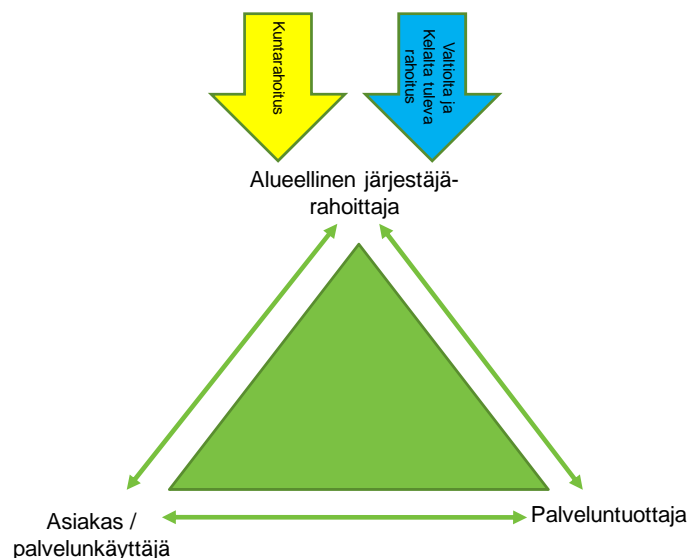 Kuntarahoitus
Valtiolta ja
Kelalta tuleva
rahoitus
Alueellinen järjestäjä-
rahoittaja
Asiakas /
palvelunkäyttäjä
Palveluntuottaja